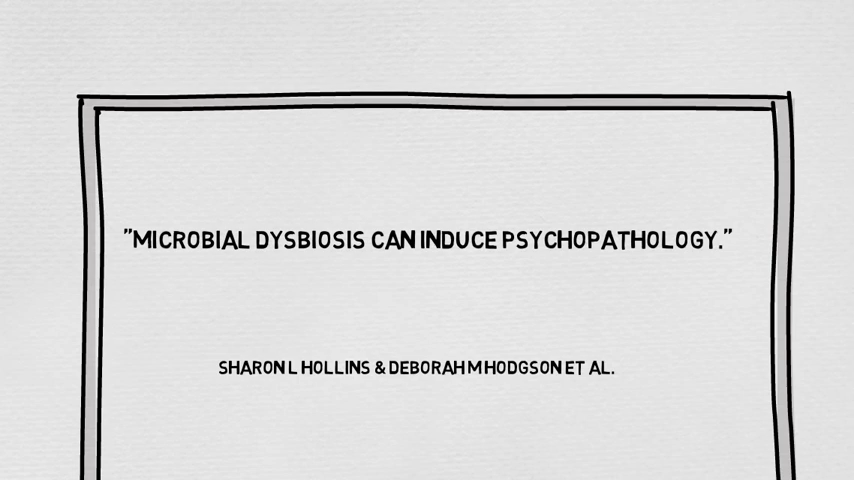 "MICROBIAL DYSBIOSIS CAN INDUCE PSYCHOPATHOLOGY."
SHARON L HOLLINS & DEBORAH M HODGSON ET AL.